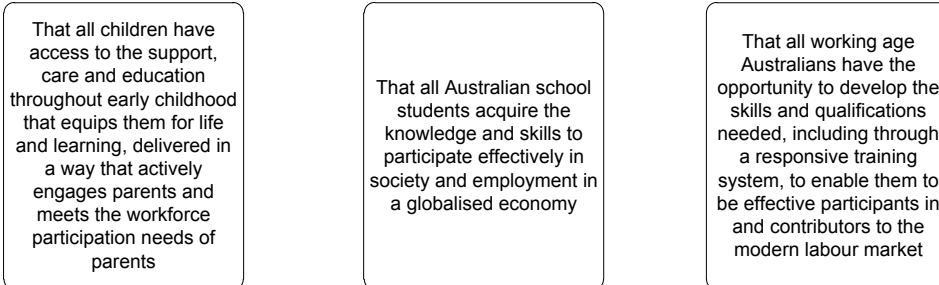 That all children have
access to the support,
care and education
throughout early childhood
that equips them for life
and learning, delivered in
a way that actively
engages parents and
meets the workforce
participation needs of
parents
That all Australian school
students acquire the
knowledge and skills to
participate effectively in
society and employment in
a globalised economy
That all working age
Australians have the
opportunity to develop the
skills and qualifications
needed, including through
a responsive training
system, to enable them to
be effective participants in
and contributors to the
modern labour market